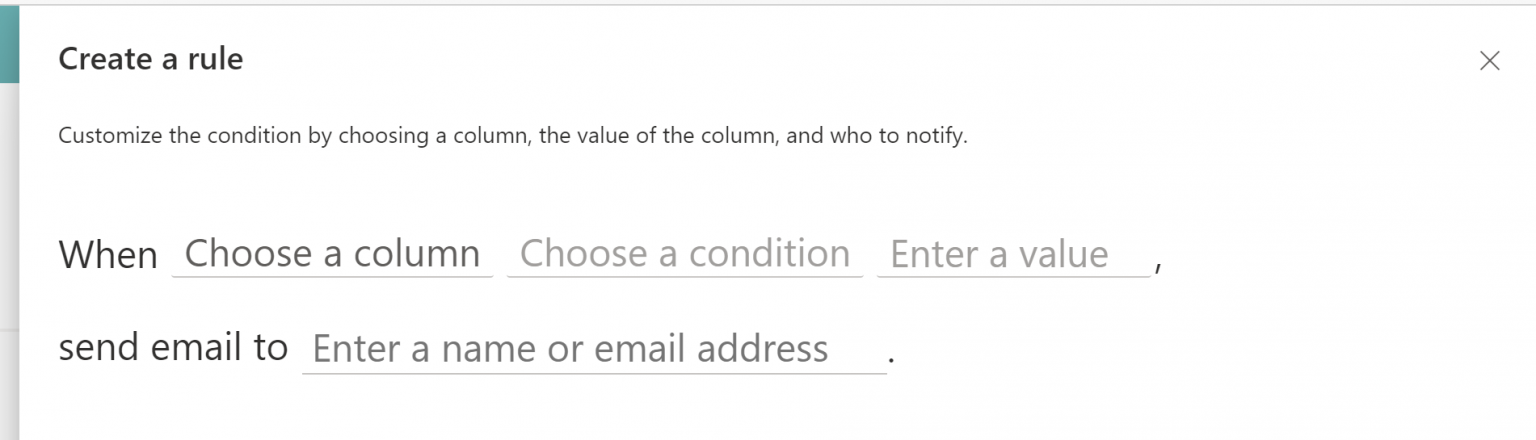 Create a rule
Customize the condition by choosing a column, the value of the column, and who to notify.
When Choose a column Choose a condition Enter a value ,
send email to Enter a name or email address .